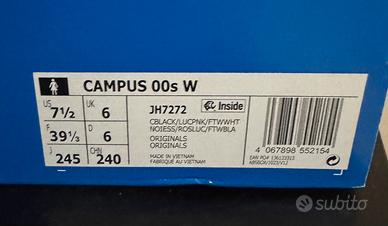 CAMPUS 00s W
US 7½ UK 6
F 39⅓ D 6
J 245 CHN 240
JH7272 Inside
CBLACK/LUCPNK/FTWWHT
NOIESS/ROSLUC/FTWBLA
ORIGINALS
ORIGINALS
MADE IN VIETNAM
FABRIQUÉ AU VIETNAM
4 067898 552154
subito